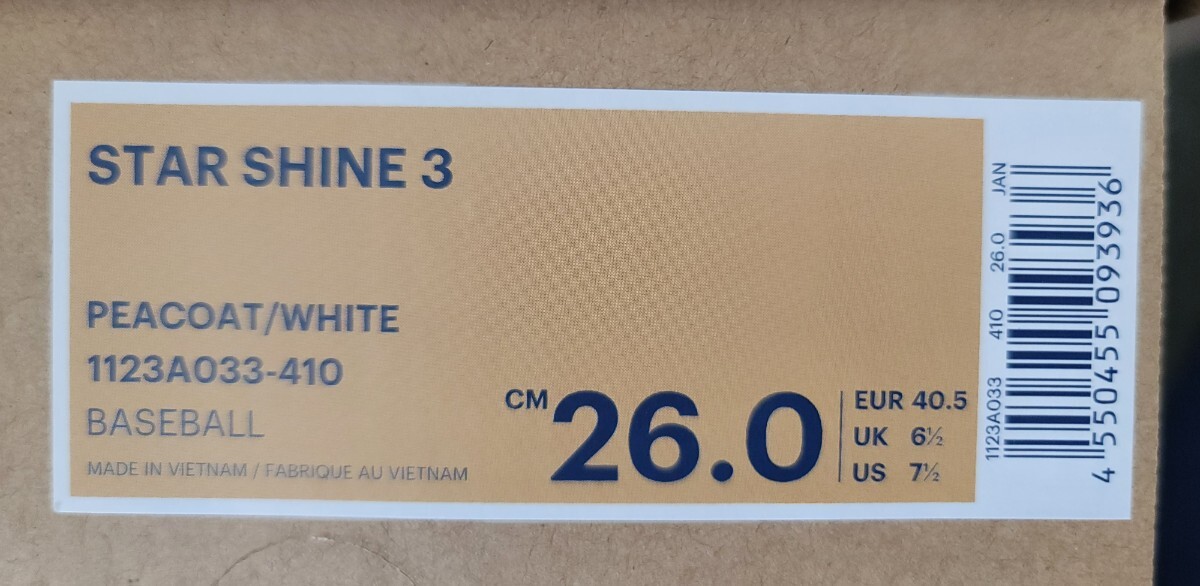 STAR SHINE 3
PEACOAT/WHITE
1123A033-410
BASEBALL
MADE IN VIETNAM / FABRIQUE AU VIETNAM
CM 26.0
EUR 40.5
UK 6½
US 7½
1123A033 410 26.0 JAN
4 550455 093936